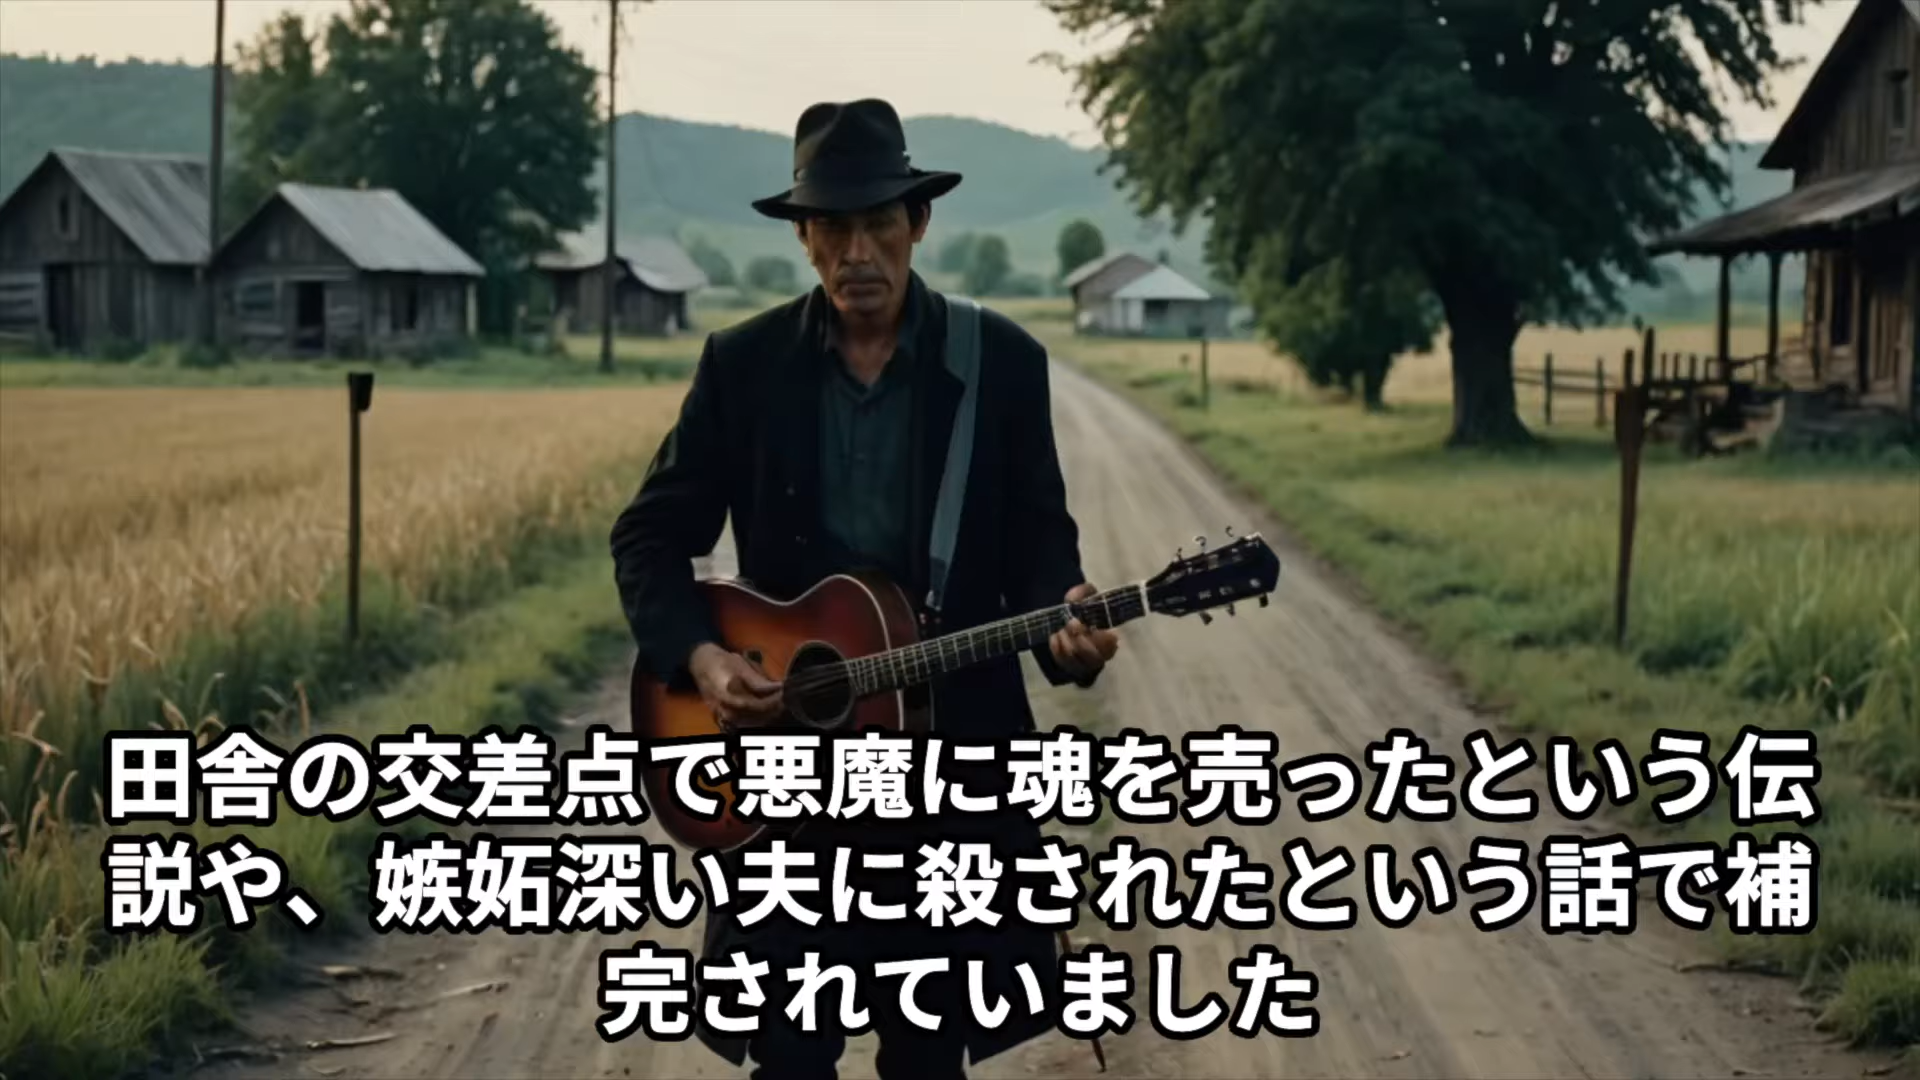 田舎の交差点で悪魔に魂を売ったという伝
説や、嫉妬深い夫に殺されたという話で補
完されていました